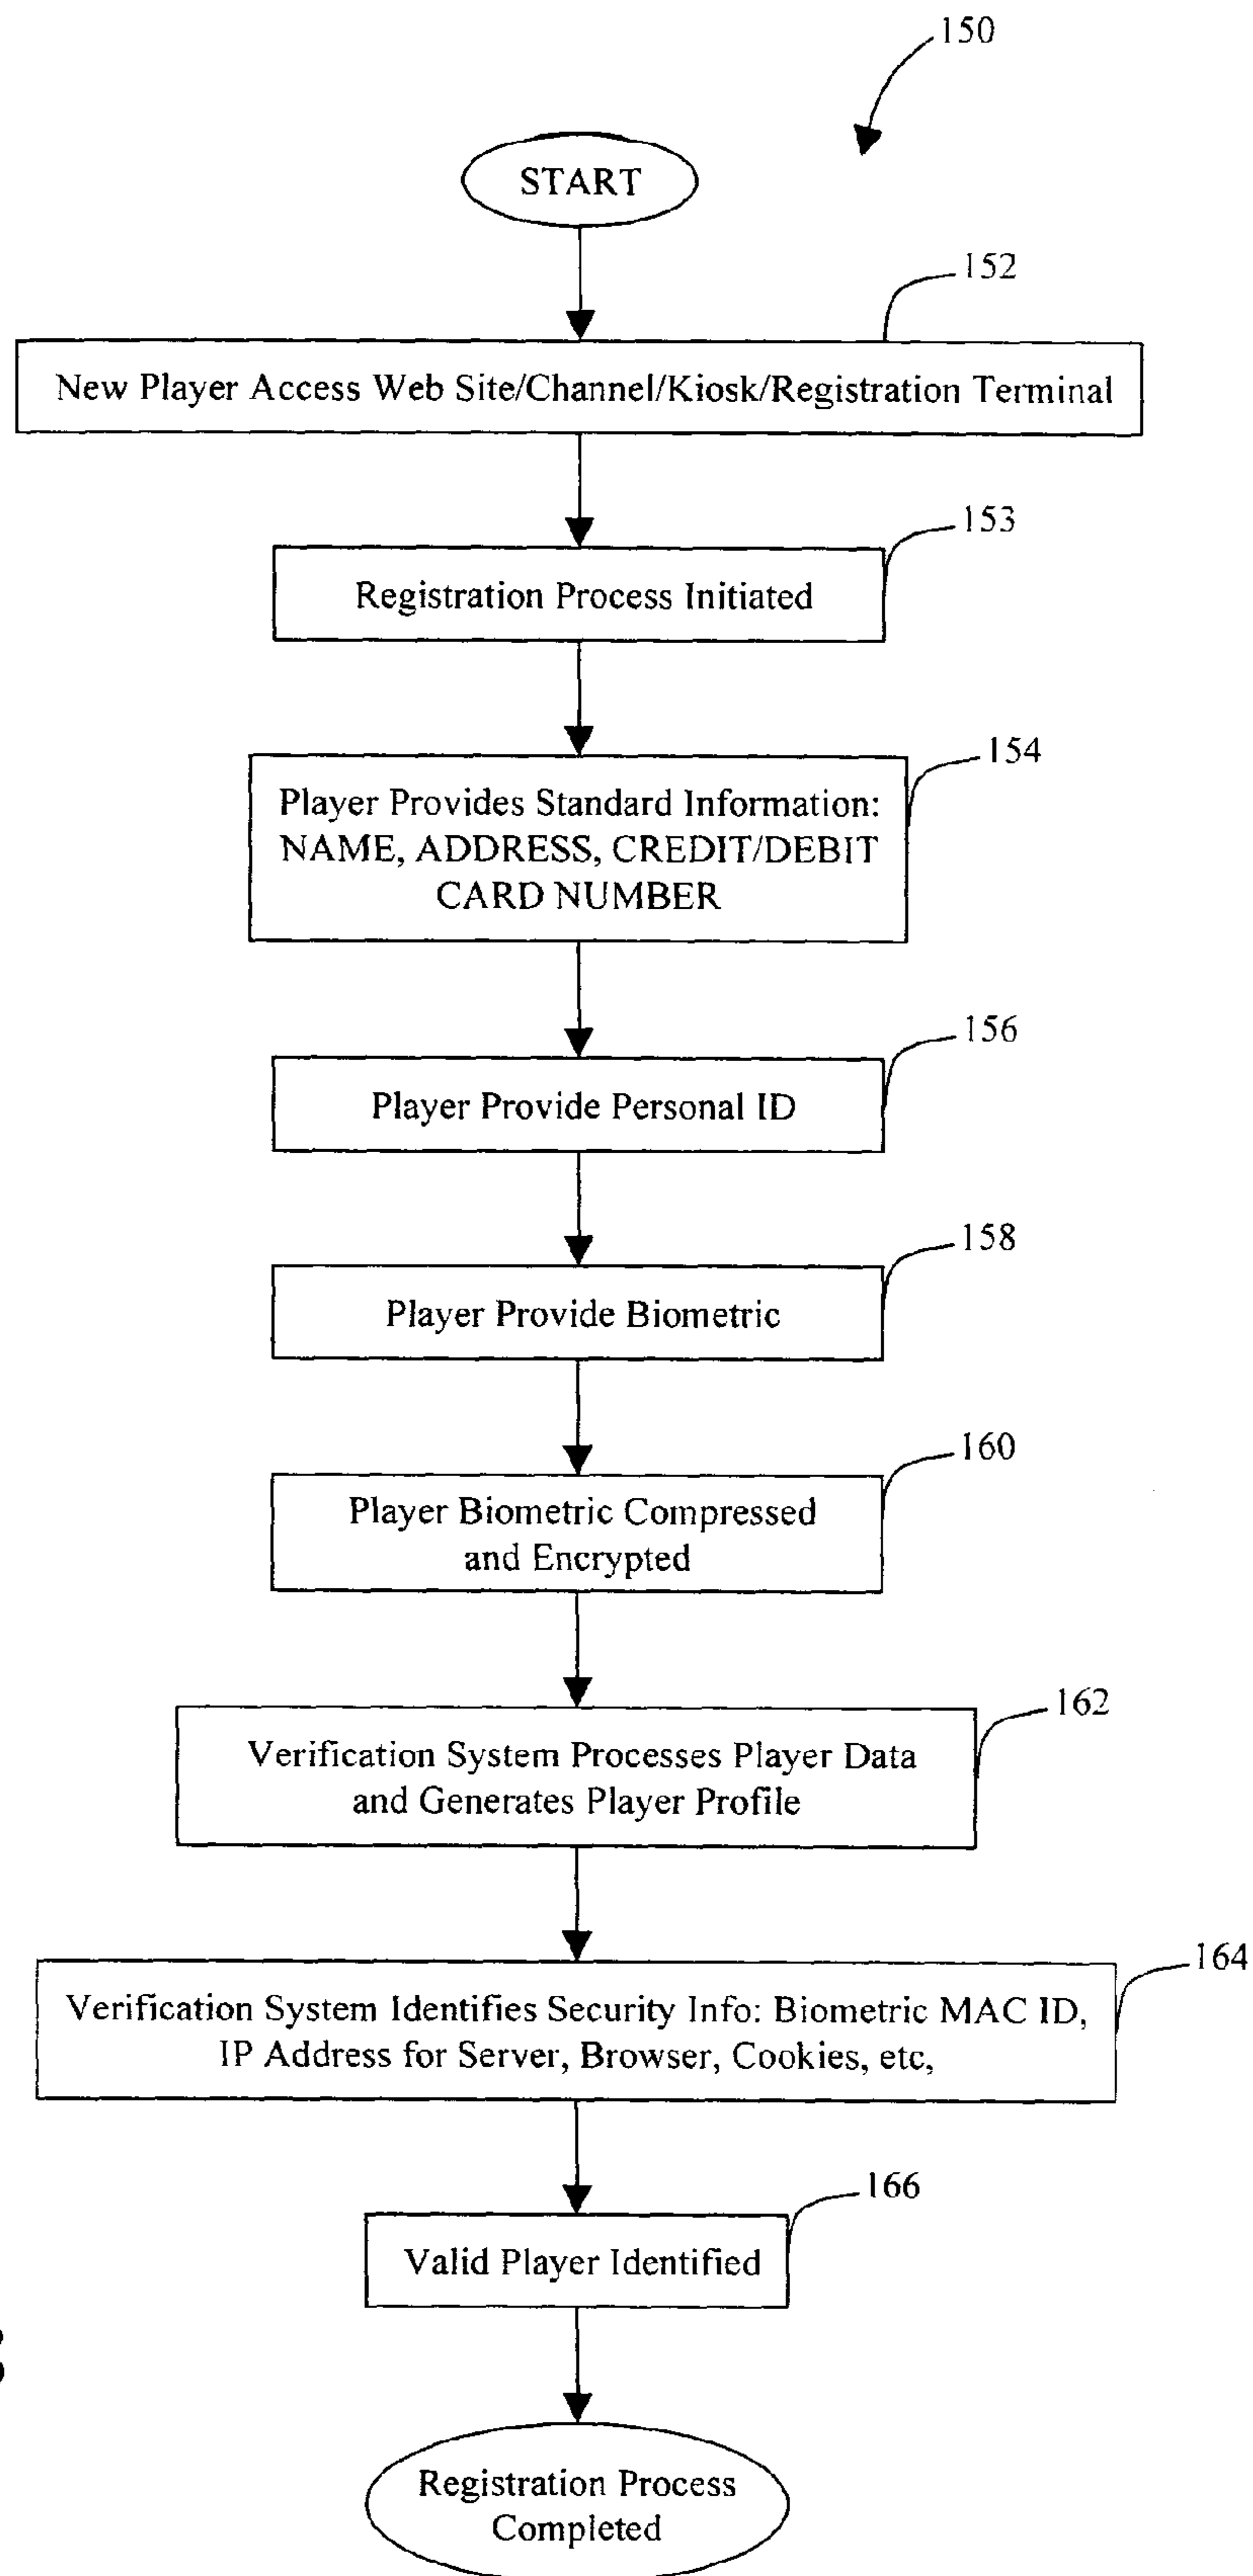 150
START
152
New Player Access Web Site/Channel/Kiosk/Registration Terminal
153
Registration Process Initiated
154
Player Provides Standard Information:
NAME, ADDRESS, CREDIT/DEBIT
CARD NUMBER
156
Player Provide Personal ID
158
Player Provide Biometric
160
Player Biometric Compressed
and Encrypted
162
Verification System Processes Player Data
and Generates Player Profile
164
Verification System Identifies Security Info: Biometric MAC ID,
IP Address for Server, Browser, Cookies, etc,
166
Valid Player Identified
Registration Process
Completed